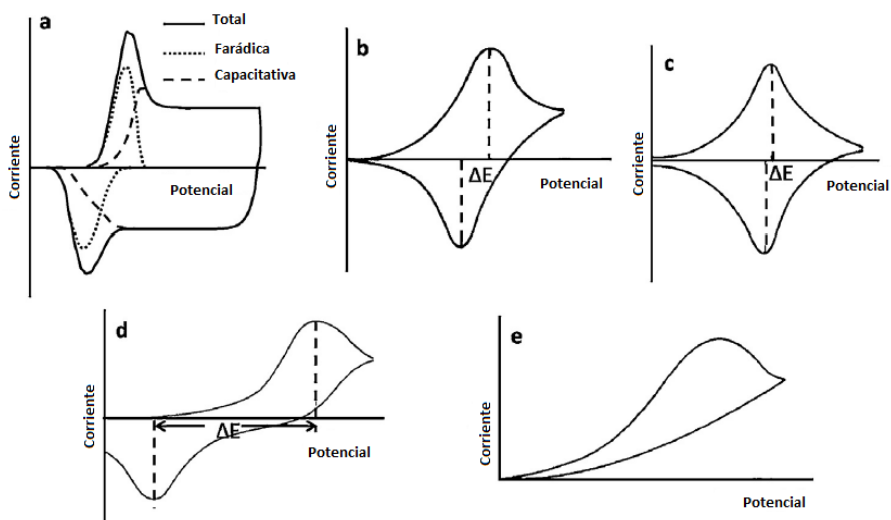 a
Total
Farádica
Capacitativa
Corriente
Potencial
b
Corriente
ΔE
Potencial
c
Corriente
ΔE
Potencial
d
Corriente
ΔE
Potencial
e
Corriente
Potencial